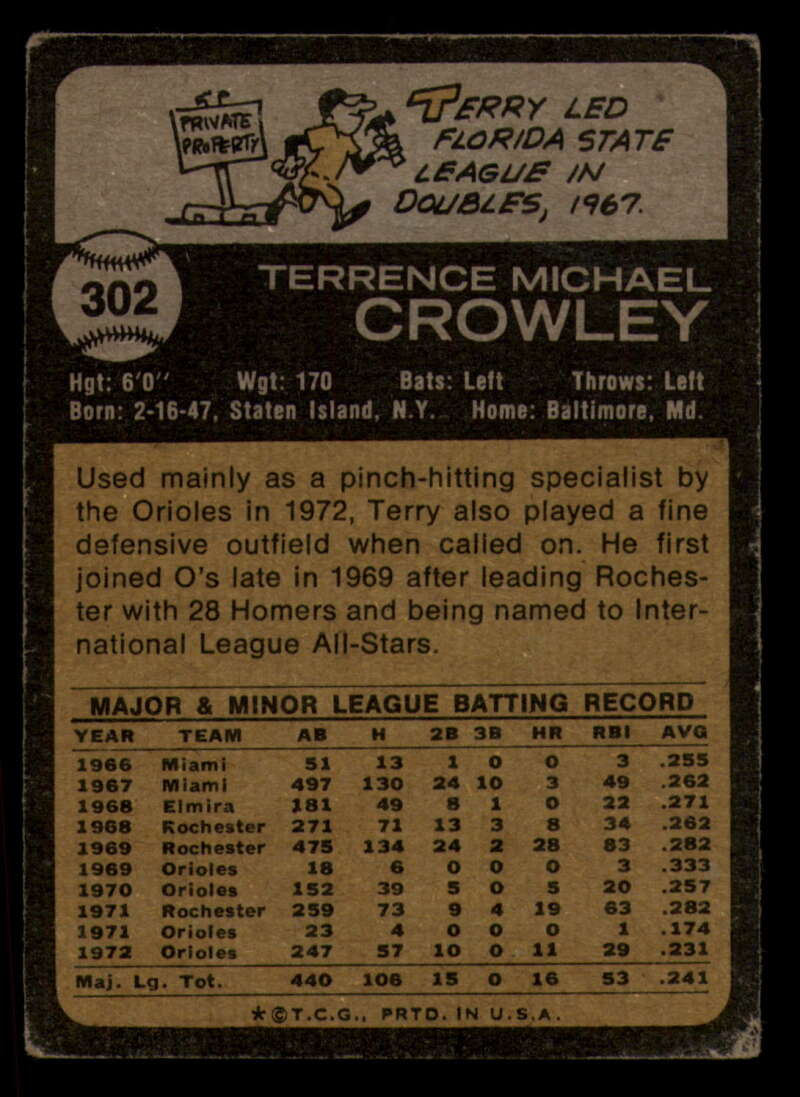 PRIVATE
PROPERTY
TERRY LED
FLORIDA STATE
LEAGUE IN
DOUBLES, 1967.
302
TERRENCE MICHAEL
CROWLEY
Hgt: 6'0" Wgt: 170 Bats: Left Throws: Left
Born: 2-16-47, Staten Island, N.Y. Home: Baltimore, Md.
Used mainly as a pinch-hitting specialist by
the Orioles in 1972, Terry also played a fine
defensive outfield when called on. He first
joined O's late in 1969 after leading Roches-
ter with 28 Homers and being named to Inter-
national League All-Stars.
MAJOR & MINOR LEAGUE BATTING RECORD
YEAR TEAM AB H 2B 3B HR RBI AVG
1966 Miami 51 13 1 0 0 3 .255
1967 Miami 497 130 24 10 3 49 .262
1968 Elmira 181 49 8 1 0 22 .271
1968 Rochester 271 71 13 3 8 34 .262
1969 Rochester 475 134 24 2 28 83 .282
1969 Orioles 18 6 0 0 0 3 .333
1970 Orioles 152 39 5 0 5 20 .257
1971 Rochester 259 73 9 4 19 63 .282
1971 Orioles 23 4 0 0 0 1 .174
1972 Orioles 247 57 10 0 11 29 .231
Maj. Lg. Tot. 440 106 15 0 16 53 .241
★©T.C.G., PRTD. IN U.S.A.